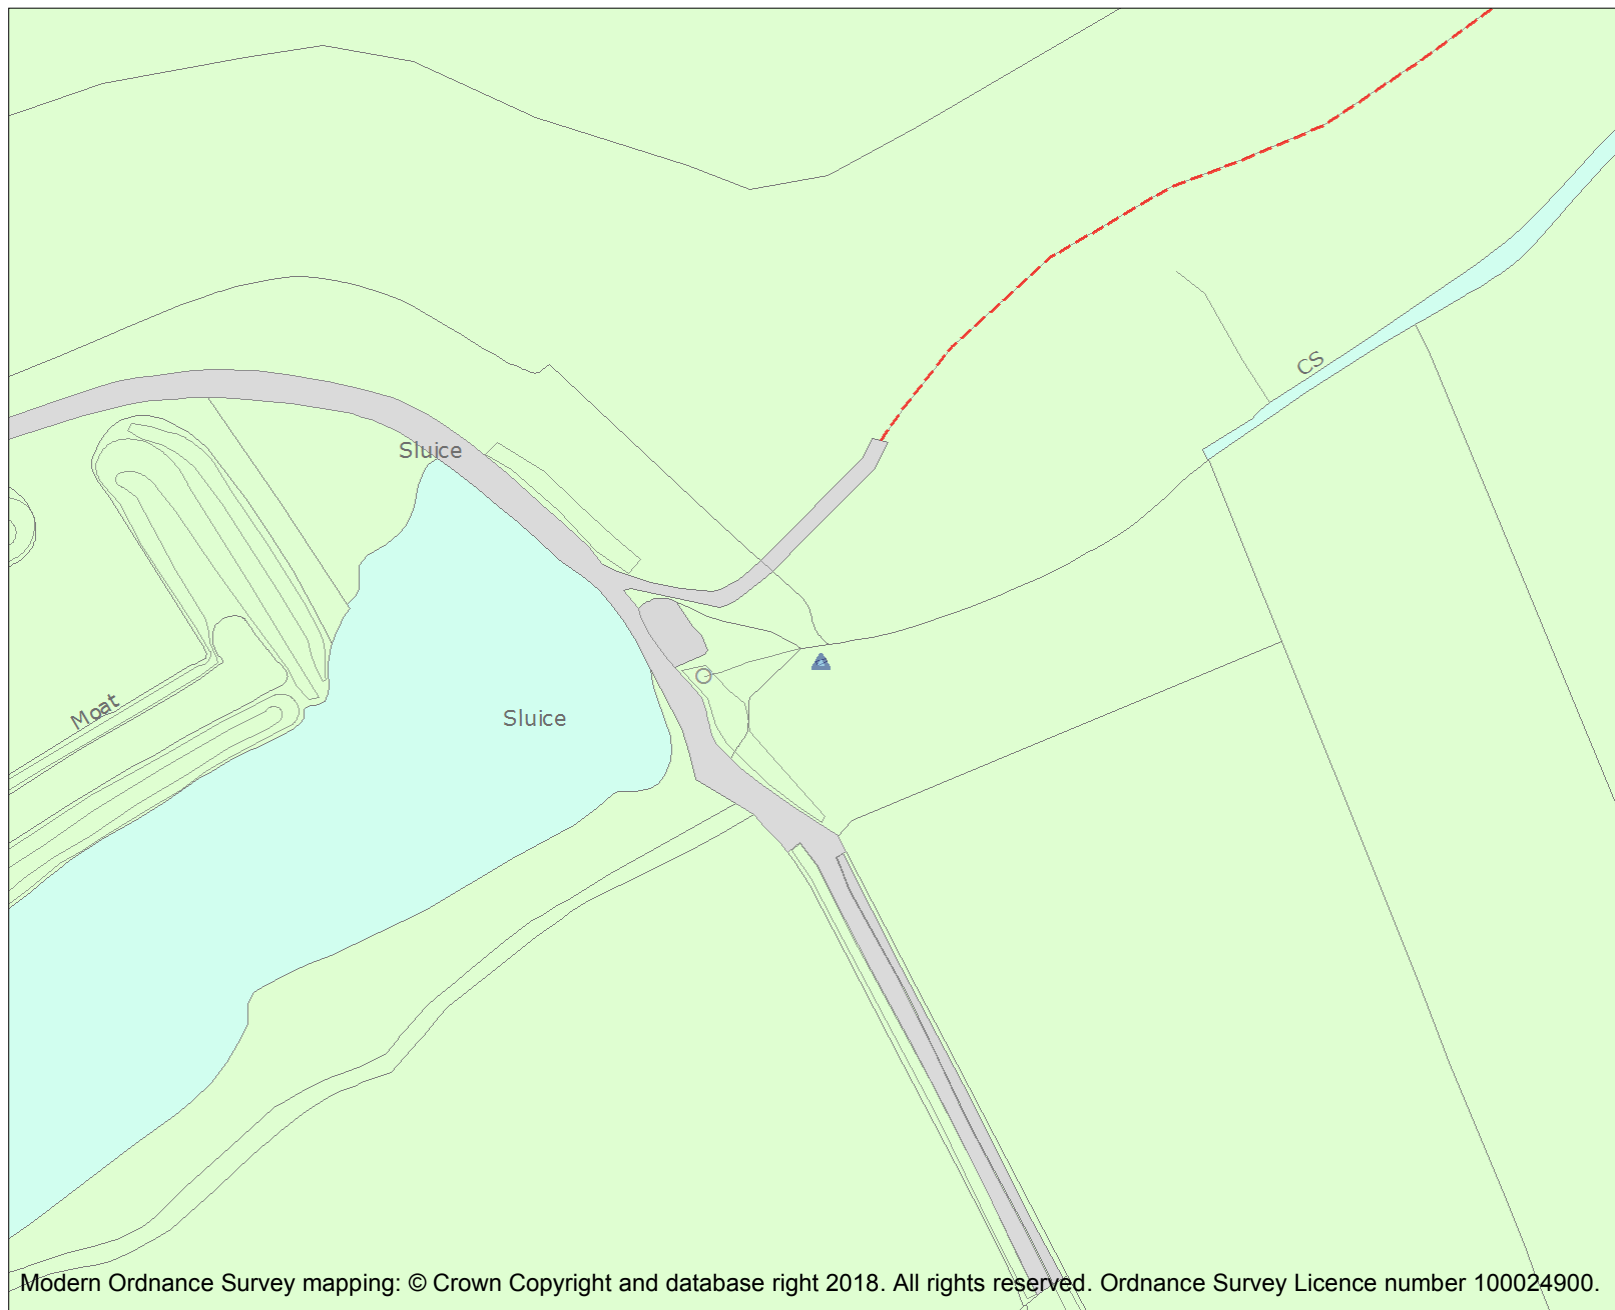 CS
Sluice
Moat
Sluice
Modern Ordnance Survey mapping: © Crown Copyright and database right 2018. All rights reserved. Ordnance Survey Licence number 100024900.